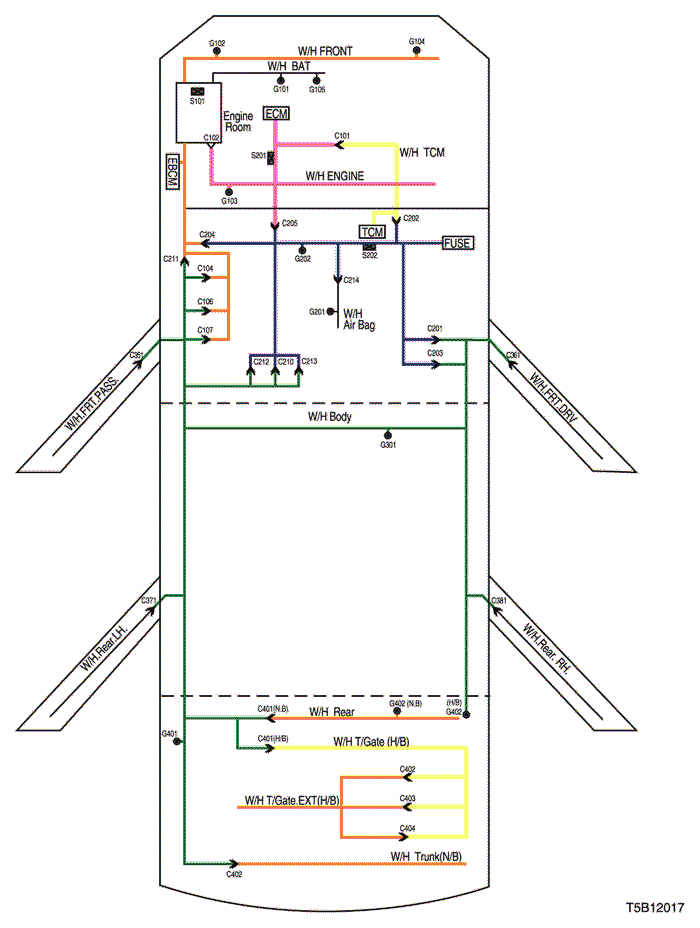 G102
W/H FRONT
G104
W/H BAT
G101
G105
S101
Engine
Room
ECM
C102
C101
W/H TCM
S201
EBCM
W/H ENGINE
G103
C205
C202
TCM
C204
FUSE
G202
S202
C211
C104
C214
C106
G201
W/H
Air Bag
C107
C201
C351
C361
C203
C212
C210
C213
W/H.FRT.PASS.
W/H.FRT.DRV
W/H Body
G301
C371
C381
W/H.Rear.LH.
W/H.Rear. RH.
C401(N.B)
W/H Rear
G402 (N.B)
(H/B)
G402
G401
C401(H/B)
W/H T/Gate (H/B)
C402
W/H T/Gate.EXT(H/B)
C403
C404
W/H Trunk(N/B)
C402
T5B12017